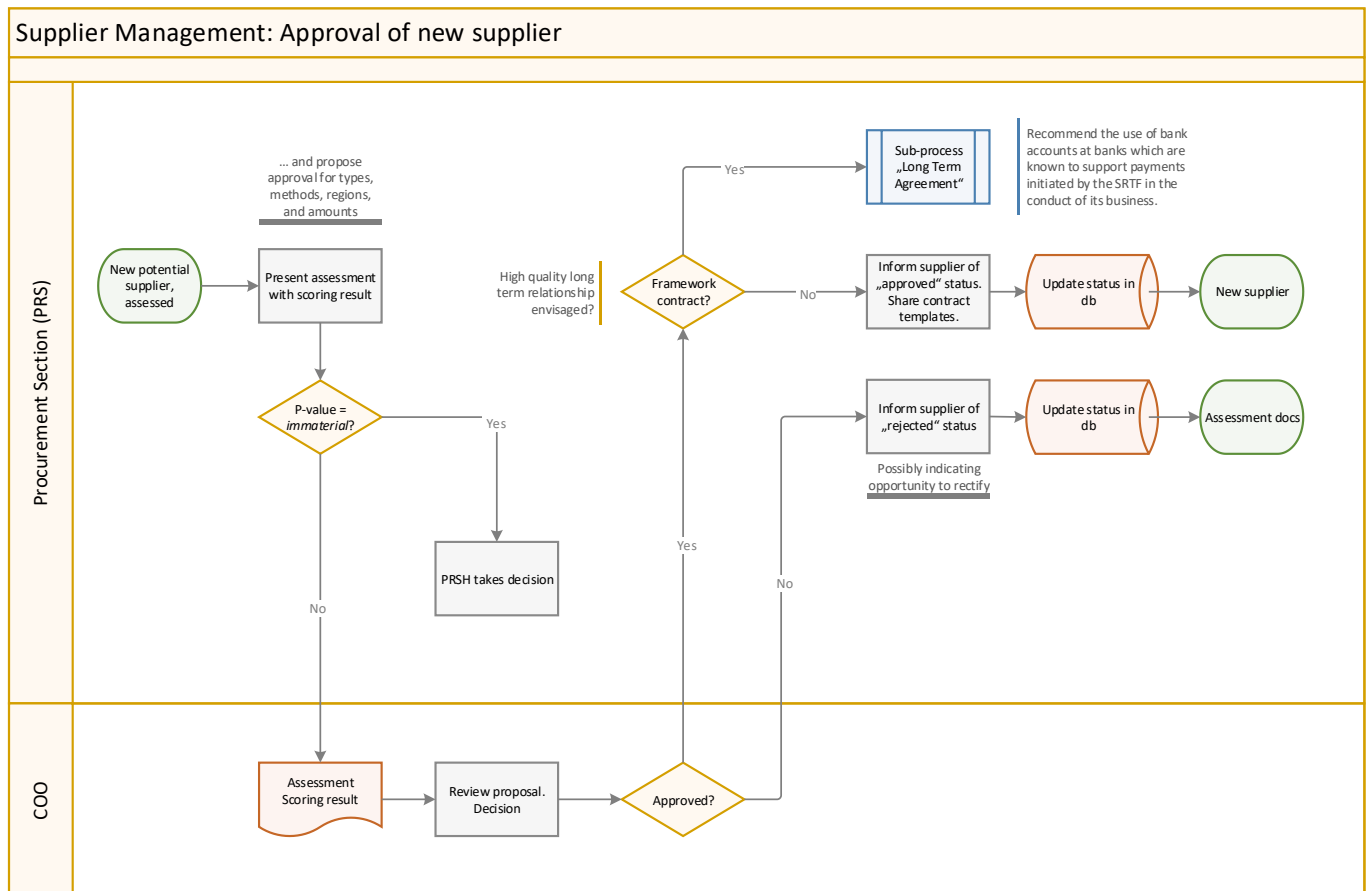 Supplier Management: Approval of new supplier
Procurement Section (PRS)
… and propose
approval for types,
methods, regions,
and amounts
New potential
supplier,
assessed
Present assessment
with scoring result
P-value =
immaterial?
Yes
No
PRSH takes decision
High quality long
term relationship
envisaged?
Framework
contract?
Yes
No
Sub-process
„Long Term
Agreement“
Recommend the use of bank
accounts at banks which are
known to support payments
initiated by the SRTF in the
conduct of its business.
Inform supplier of
„approved“ status.
Share contract
templates.
Update status in
db
New supplier
Inform supplier of
„rejected“ status
Possibly indicating
opportunity to rectify
Update status in
db
Assessment docs
Yes
No
COO
Assessment
Scoring result
Review proposal.
Decision
Approved?